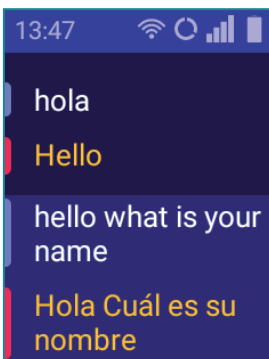 13:47
hola
Hello
hello what is your
name
Hola Cuál es su
nombre